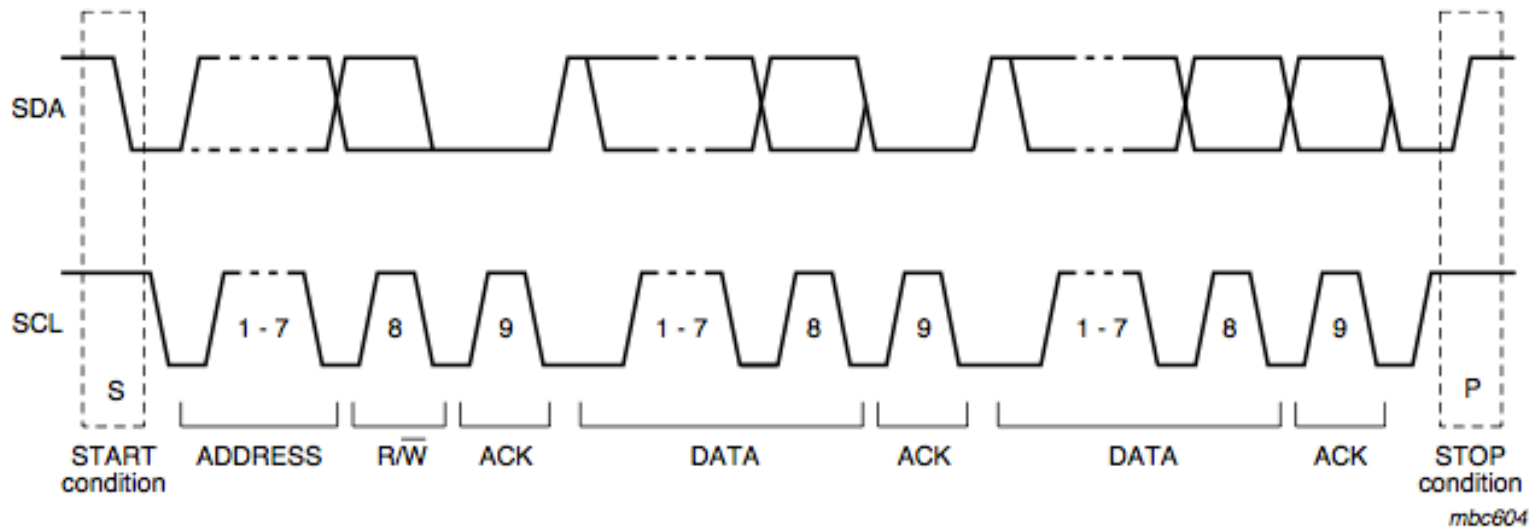 SDA
SCL
1 - 7
8
9
1 - 7
8
9
1 - 7
8
9
S
P
START
condition
ADDRESS
R/W̅
ACK
DATA
ACK
DATA
ACK
STOP
condition
mbc604